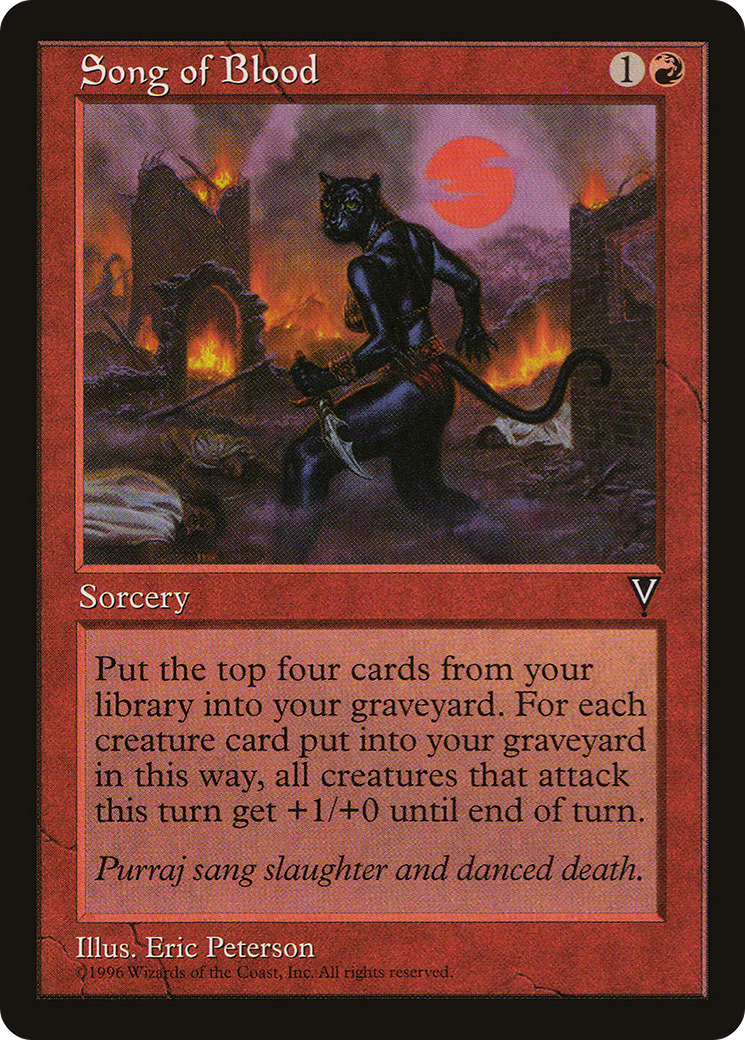 Song of Blood 1
Sorcery V
Put the top four cards from your
library into your graveyard. For each
creature card put into your graveyard
in this way, all creatures that attack
this turn get +1/+0 until end of turn.
Purraj sang slaughter and danced death.
Illus. Eric Peterson
©1996 Wizards of the Coast, Inc. All rights reserved.